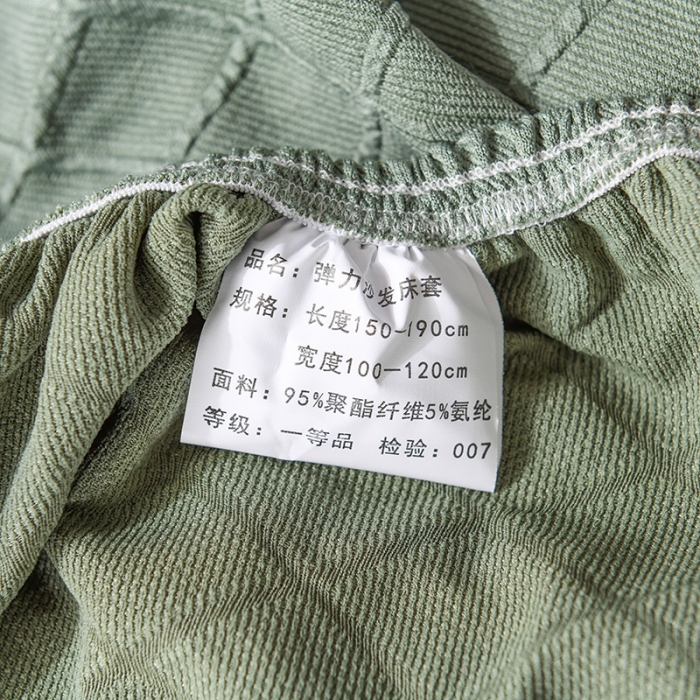 品名：弹力沙发床套
规格：长度150-190cm
宽度100-120cm
面料：95%聚酯纤维5%氨纶
等级：一等品 检验：007